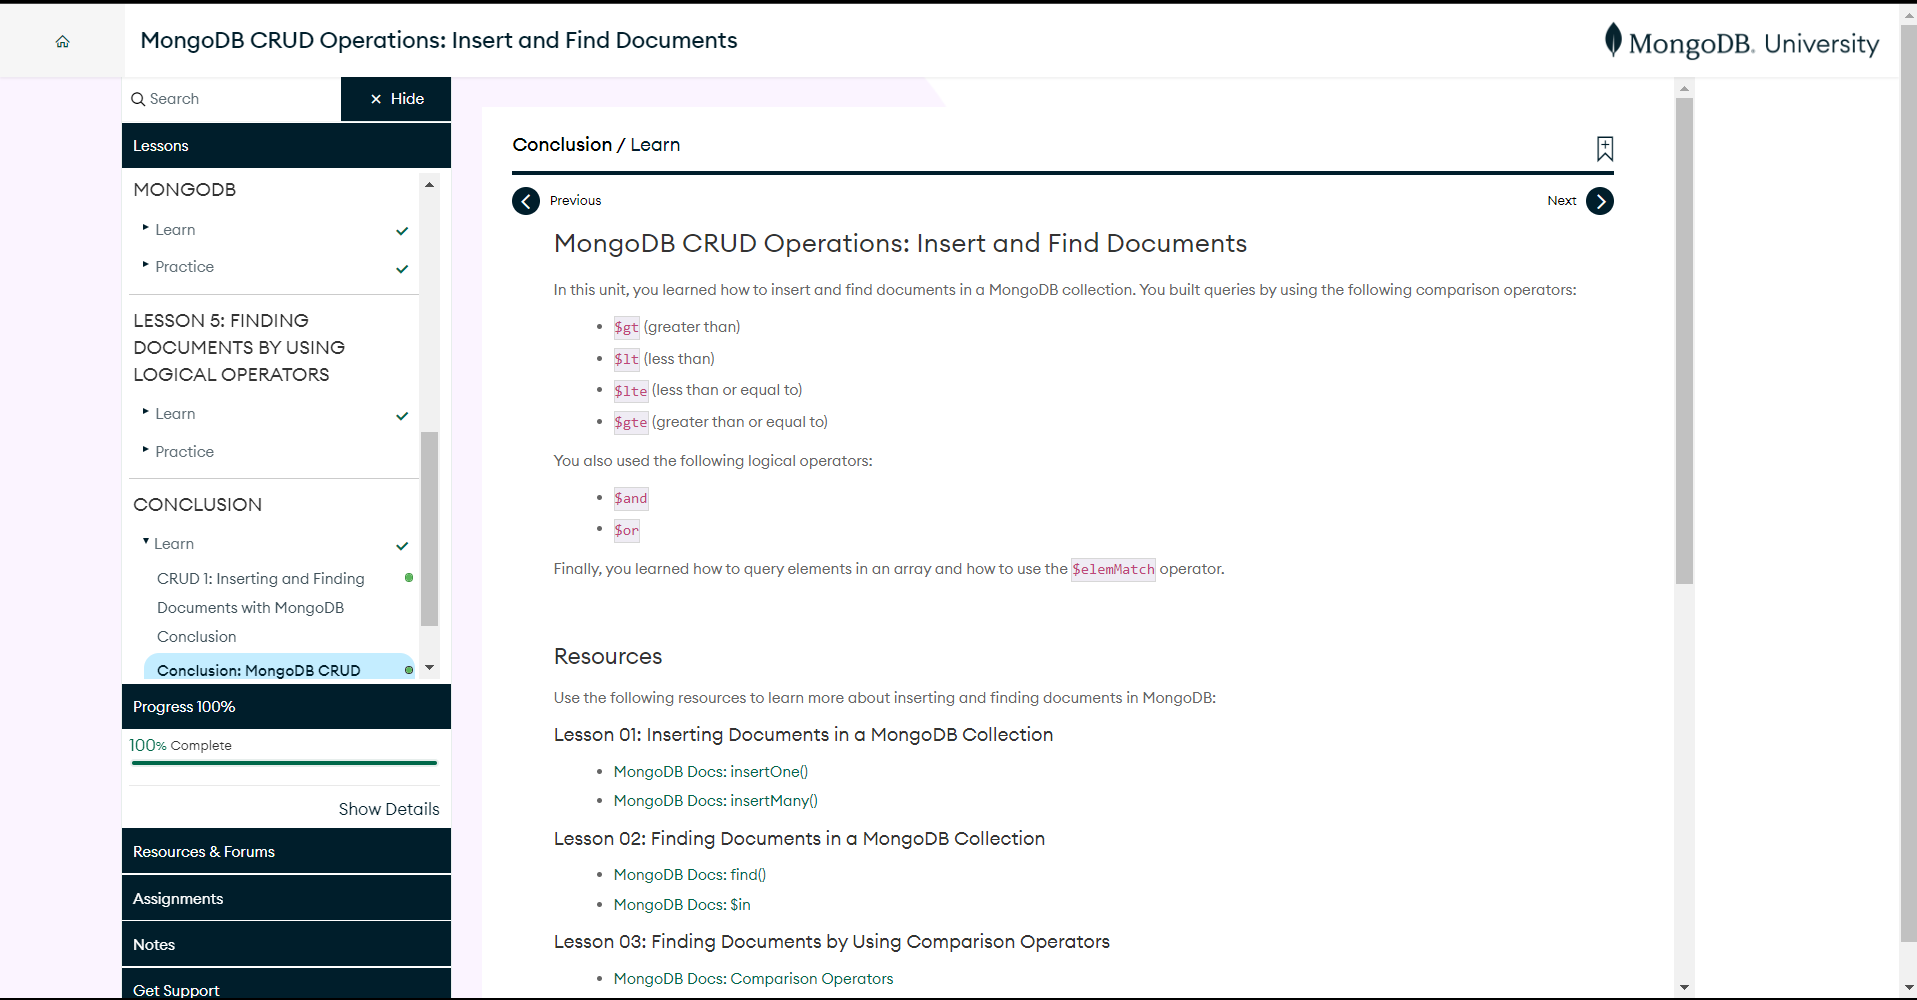 MongoDB CRUD Operations: Insert and Find Documents
MongoDB. University
Search
× Hide
Lessons
MONGODB
Learn
Practice
LESSON 5: FINDING
DOCUMENTS BY USING
LOGICAL OPERATORS
Learn
Practice
CONCLUSION
Learn
CRUD 1: Inserting and Finding
Documents with MongoDB
Conclusion
Conclusion: MongoDB CRUD
Progress 100%
100% Complete
Show Details
Resources & Forums
Assignments
Notes
Get Support
Conclusion / Learn
Previous
Next
MongoDB CRUD Operations: Insert and Find Documents
In this unit, you learned how to insert and find documents in a MongoDB collection. You built queries by using the following comparison operators:
• $gt (greater than)
• $lt (less than)
• $lte (less than or equal to)
• $gte (greater than or equal to)
You also used the following logical operators:
• $and
• $or
Finally, you learned how to query elements in an array and how to use the $elemMatch operator.
Resources
Use the following resources to learn more about inserting and finding documents in MongoDB:
Lesson 01: Inserting Documents in a MongoDB Collection
• MongoDB Docs: insertOne()
• MongoDB Docs: insertMany()
Lesson 02: Finding Documents in a MongoDB Collection
• MongoDB Docs: find()
• MongoDB Docs: $in
Lesson 03: Finding Documents by Using Comparison Operators
• MongoDB Docs: Comparison Operators